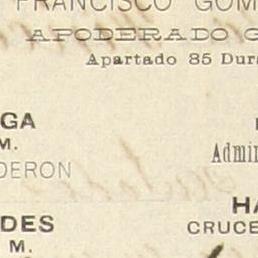 FRANCISCO GOM
APODERADO G
Apartado 85 Dur
GA
M.
Admin
DERON
HA
DES
CRUCE
M.